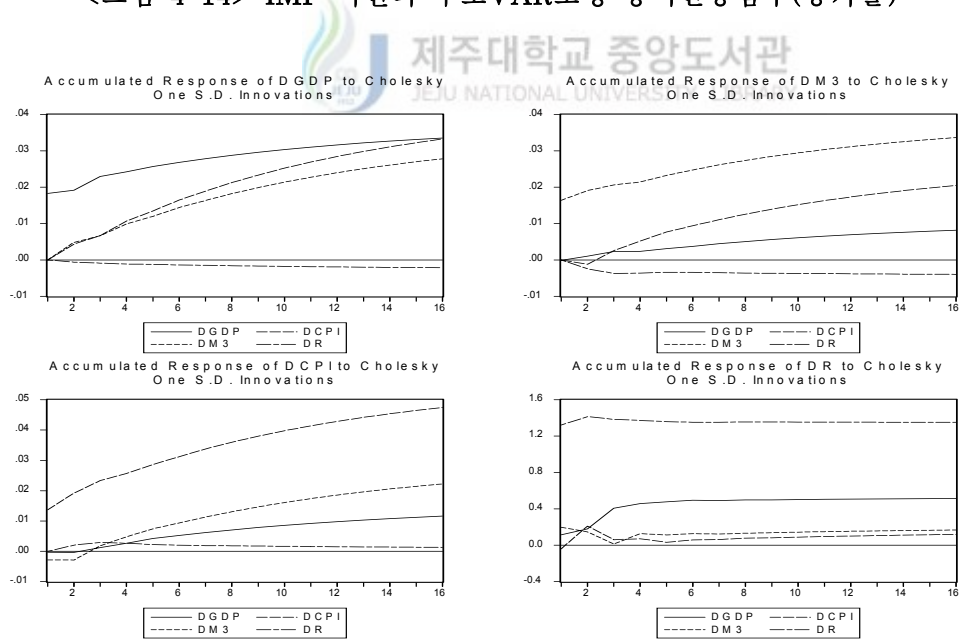 제주대학교 중앙도서관
JEJU NATIONAL UNIVERSITY LIBRARY
Accumulated Response of DGDP to Cholesky
One S.D. Innovations
.04
.03
.02
.01
.00
-.01
2 4 6 8 10 12 14 16
DGDP DCPI
DM3 DR
Accumulated Response of DM3 to Cholesky
One S.D. Innovations
.04
.03
.02
.01
.00
-.01
2 4 6 8 10 12 14 16
DGDP DCPI
DM3 DR
Accumulated Response of DCPI to Cholesky
One S.D. Innovations
.05
.04
.03
.02
.01
.00
-.01
2 4 6 8 10 12 14 16
DGDP DCPI
DM3 DR
Accumulated Response of DR to Cholesky
One S.D. Innovations
1.6
1.2
0.8
0.4
0.0
-0.4
2 4 6 8 10 12 14 16
DGDP DCPI
DM3 DR